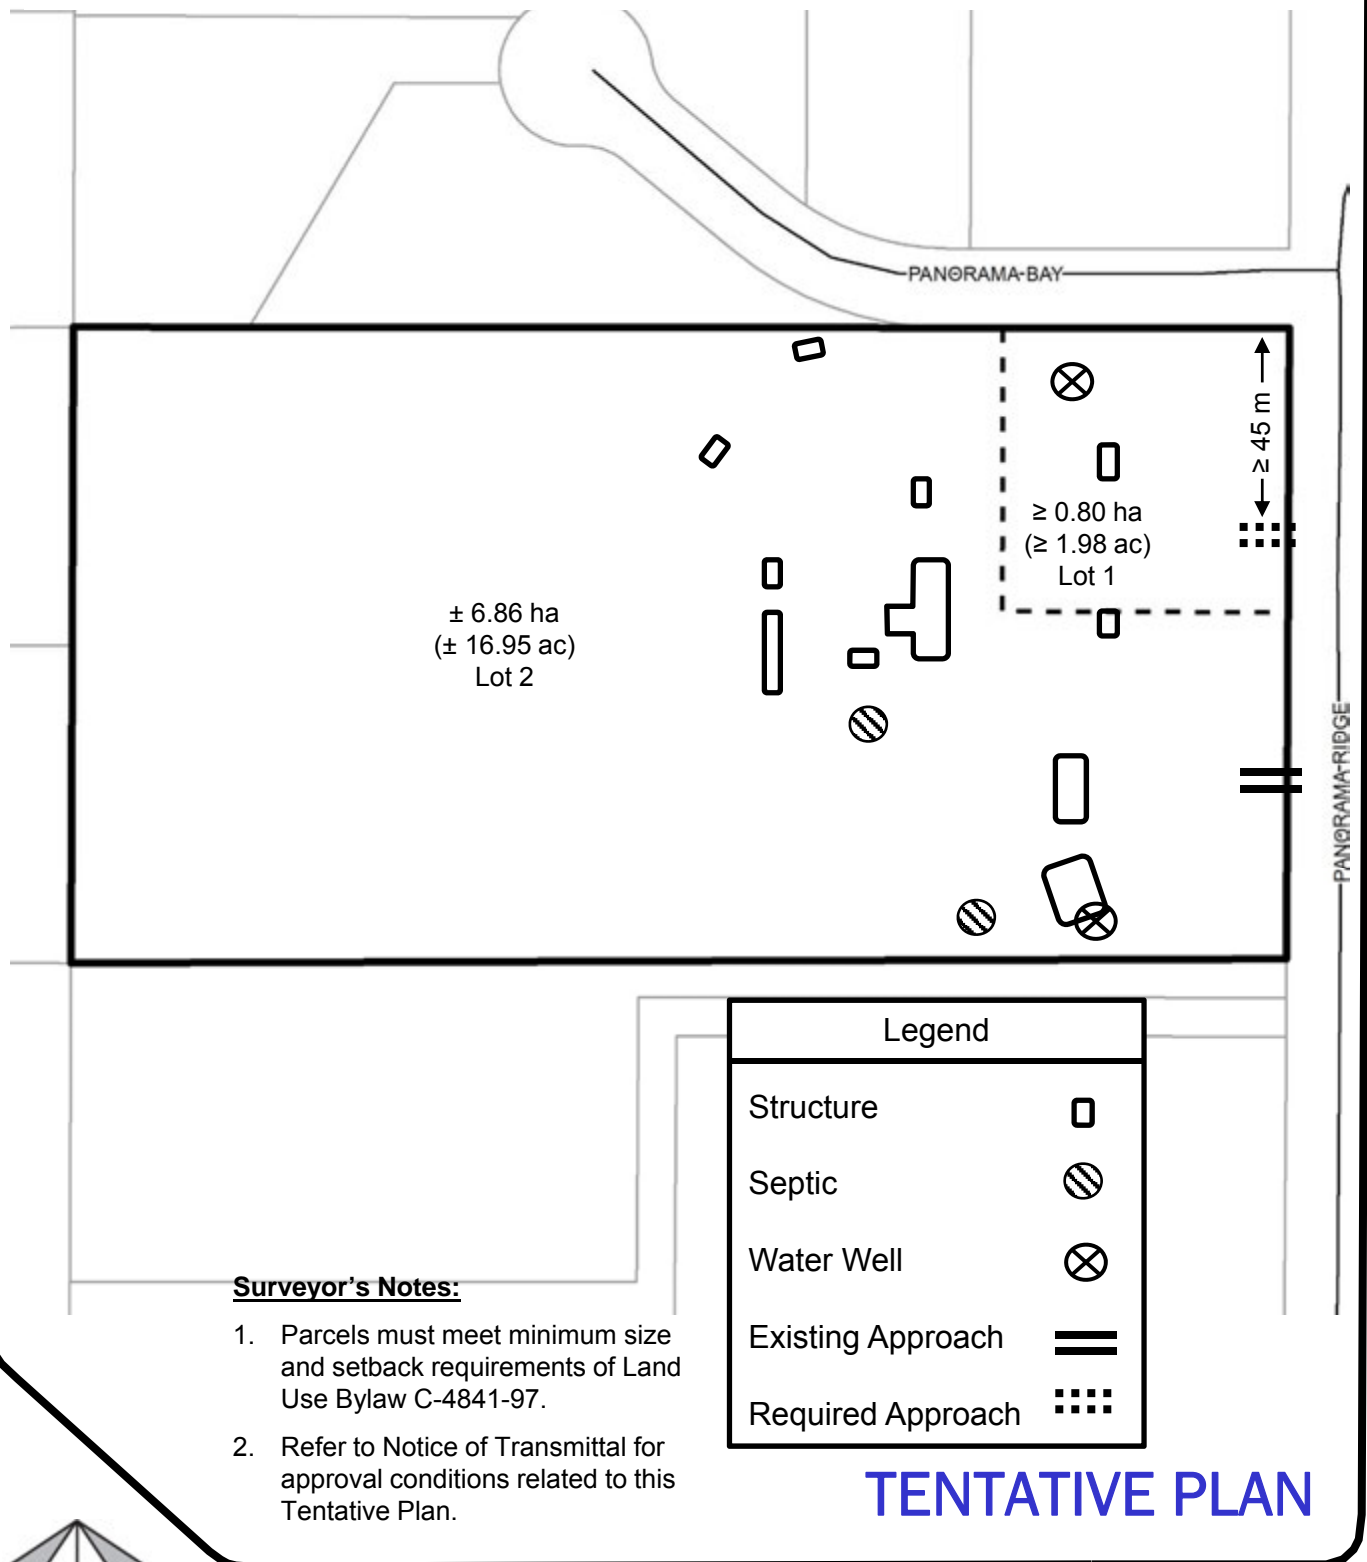 PANORAMA BAY
≥ 45 m
≥ 0.80 ha
(≥ 1.98 ac)
Lot 1
± 6.86 ha
(± 16.95 ac)
Lot 2
PANORAMA RIDGE
Legend
Structure
Septic
Water Well
Existing Approach
Required Approach
Surveyor’s Notes:
1. Parcels must meet minimum size
and setback requirements of Land
Use Bylaw C-4841-97.
2. Refer to Notice of Transmittal for
approval conditions related to this
Tentative Plan.
TENTATIVE PLAN